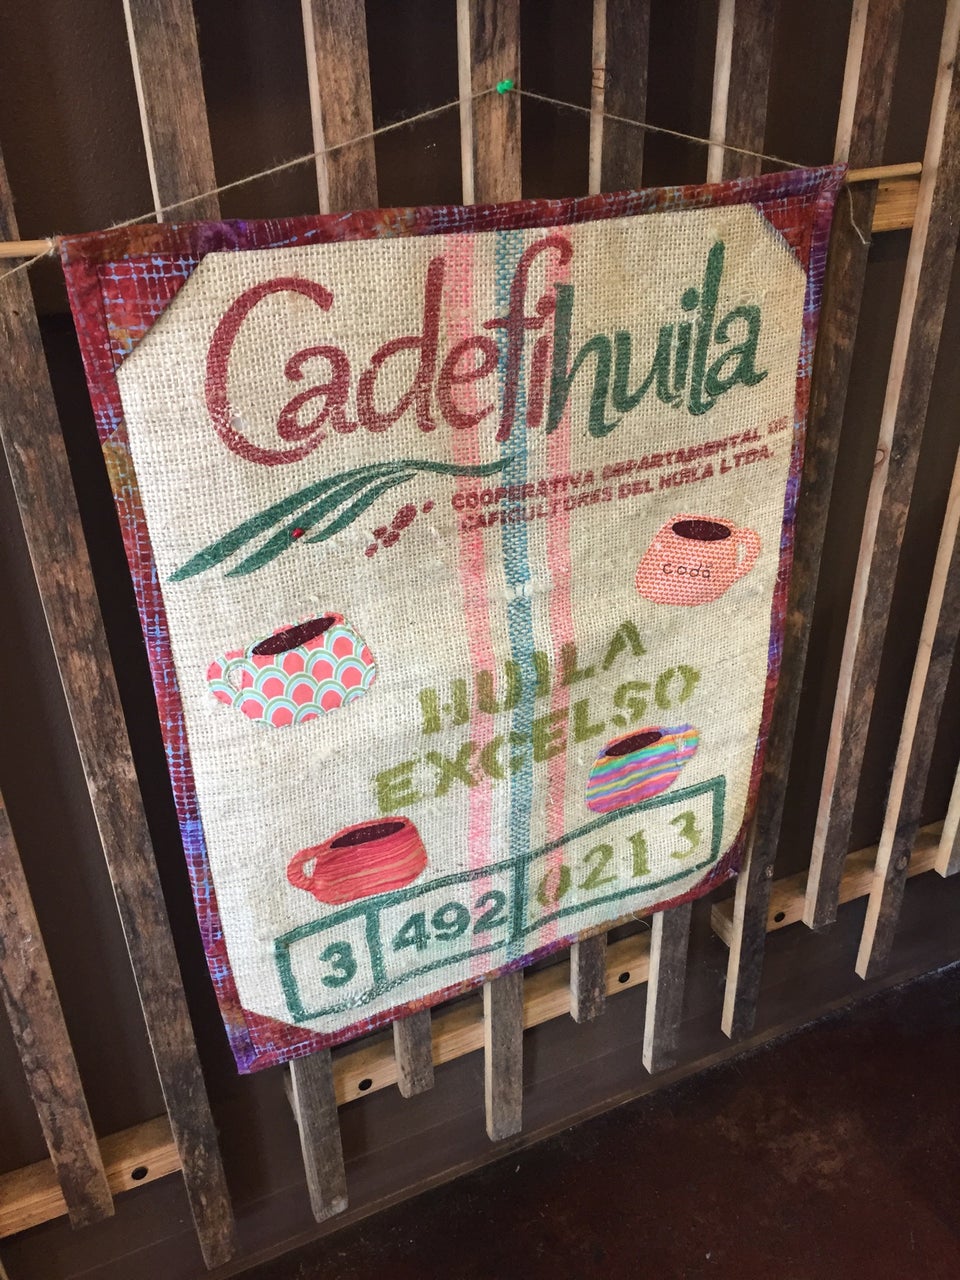 Cadefihuila
COOPERATIVA DEPARTAMENTAL DE
CAFICULTORES DEL HUILA LTDA.
coda
HUILA
EXCELSO
3 492 0213